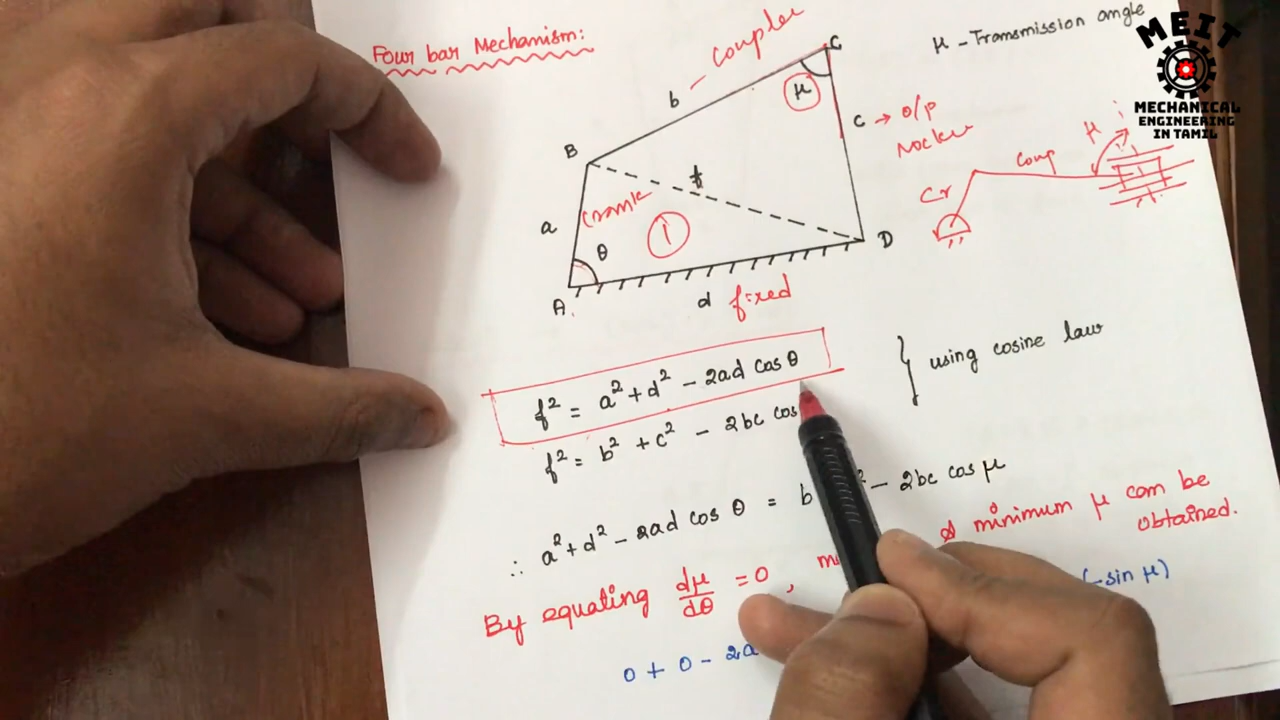 Four bar Mechanism:
μ - Transmission angle
MEIT
MECHANICAL
ENGINEERING
IN TAMIL
coupler
b
C
μ
c → o/p
rocker
B
f
a
crank
1
θ
A
d fixed
D
Cr
coup
μ
f² = a² + d² - 2ad cos θ
f² = b² + c² - 2bc cos
} using cosine law
∴ a² + d² - 2ad cos θ = b ² - 2bc cos μ
By equating dμ/dθ = 0, minimum μ can be
obtained.
0 + 0 - 2a (-sin μ)